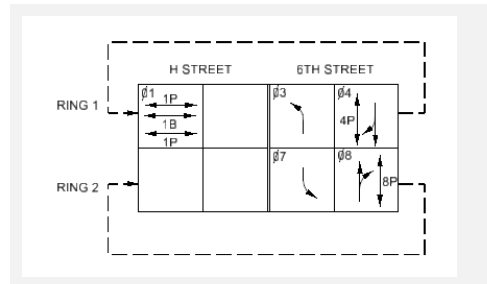 H STREET 6TH STREET
RING 1
Ø1 1P 1B 1P
Ø3
Ø4 4P
RING 2
Ø7
Ø8 8P